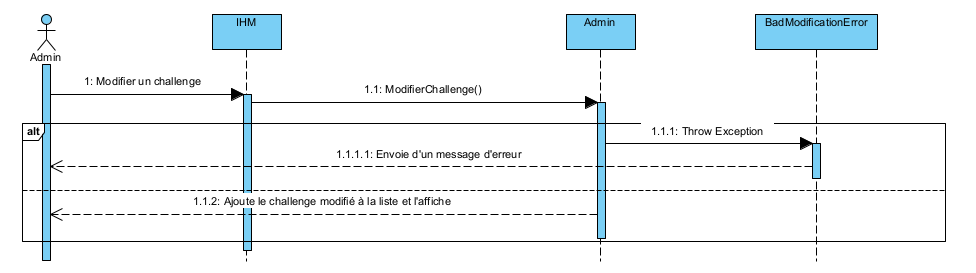 IHM
Admin
BadModificationError
Admin
1: Modifier un challenge
1.1: ModifierChallenge()
alt
1.1.1: Throw Exception
1.1.1.1: Envoie d'un message d'erreur
1.1.2: Ajoute le challenge modifié à la liste et l'affiche